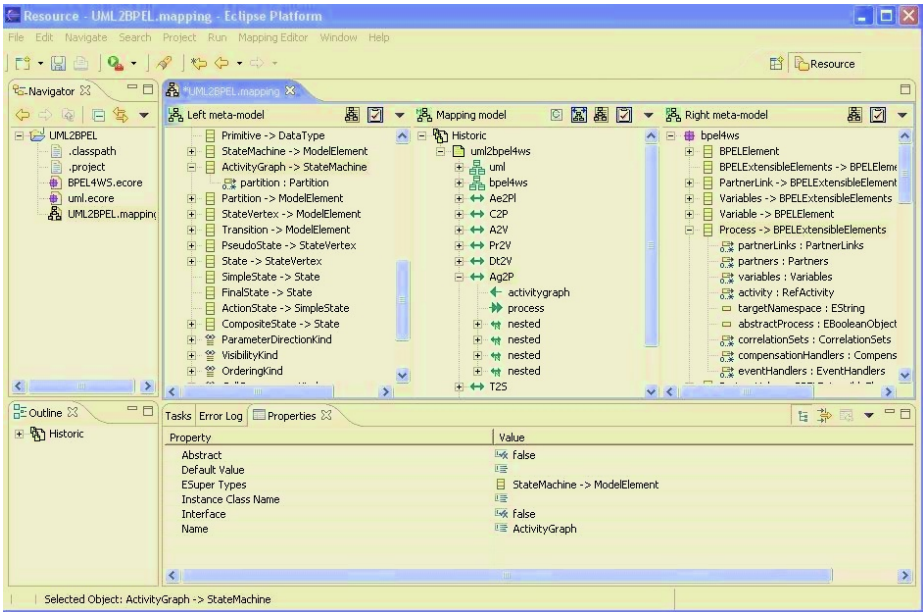 Resource - UML2BPEL.mapping - Eclipse Platform
File Edit Navigate Search Project Run Mapping Editor Window Help
Resource
Navigator
UML2BPEL
.classpath
.project
BPEL4WS.ecore
uml.ecore
UML2BPEL.mapping
*UML2BPEL.mapping
Left meta-model
Primitive -> DataType
StateMachine -> ModelElement
ActivityGraph -> StateMachine
partition : Partition
Partition -> ModelElement
StateVertex -> ModelElement
Transition -> ModelElement
PseudoState -> StateVertex
State -> StateVertex
SimpleState -> State
FinalState -> State
ActionState -> SimpleState
CompositeState -> State
ParameterDirectionKind
VisibilityKind
OrderingKind
Mapping model
Historic
uml2bpel4ws
uml
bpel4ws
Ae2Pl
C2P
A2V
Pr2V
Dt2V
Ag2P
activitygraph
process
nested
nested
nested
nested
T2S
Right meta-model
bpel4ws
BPELElement
BPELExtensibleElements -> BPELEleme
PartnerLink -> BPELExtensibleElement
Variables -> BPELExtensibleElements
Variable -> BPELElement
Process -> BPELExtensibleElements
partnerLinks : PartnerLinks
partners : Partners
variables : Variables
activity : RefActivity
targetNamespace : EString
abstractProcess : EBooleanObject
correlationSets : CorrelationSets
compensationHandlers : Compens
eventHandlers : EventHandlers
Outline
Historic
Tasks Error Log Properties
Property Value
Abstract false
Default Value
ESuper Types StateMachine -> ModelElement
Instance Class Name
Interface false
Name ActivityGraph
Selected Object: ActivityGraph -> StateMachine